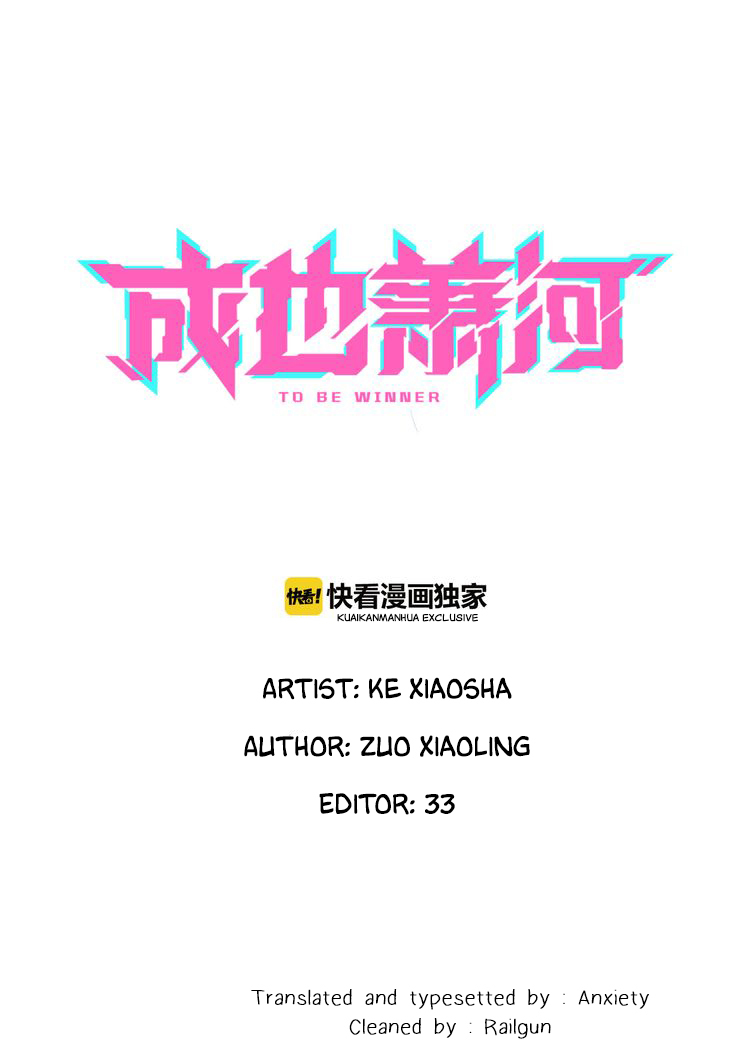 成也萧河
TO BE WINNER
快看! 快看漫画独家
KUAIKANMANHUA EXCLUSIVE
ARTIST: KE XIAOSHA
AUTHOR: ZUO XIAOLING
EDITOR: 33
Translated and typesetted by : Anxiety
Cleaned by : Railgun